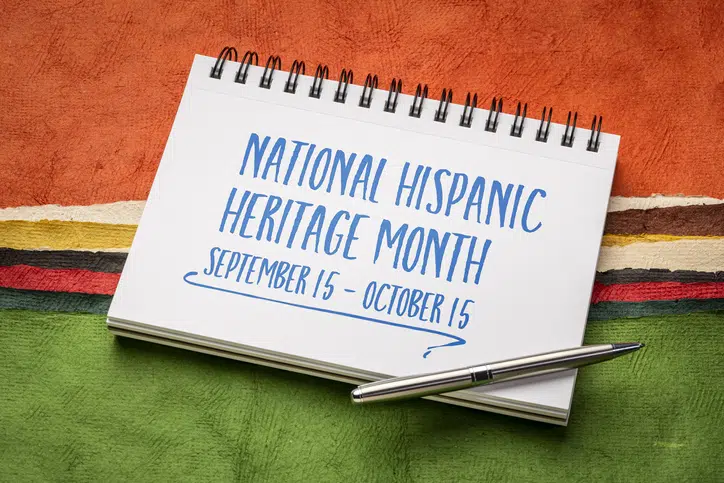 NATIONAL HISPANIC
HERITAGE MONTH
SEPTEMBER 15 – OCTOBER 15